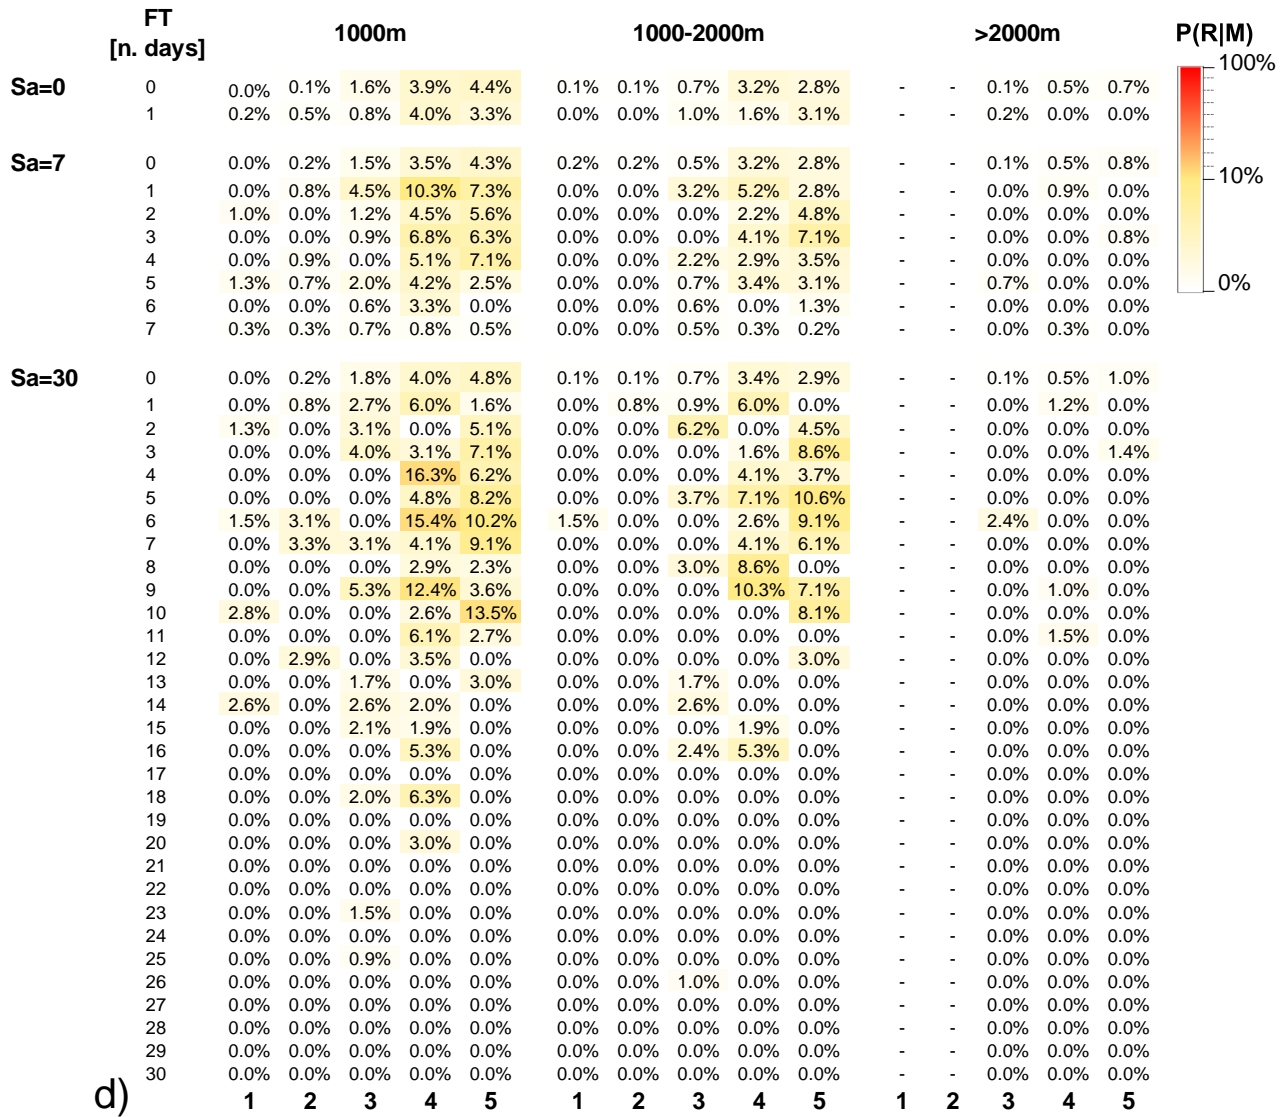 FT
[n. days] 1000m 1000-2000m >2000m P(R|M)
100%
10%
0%
Sa=0 0 0.0% 0.1% 1.6% 3.9% 4.4% 0.1% 0.1% 0.7% 3.2% 2.8% - - 0.1% 0.5% 0.7%
1 0.2% 0.5% 0.8% 4.0% 3.3% 0.0% 0.0% 1.0% 1.6% 3.1% - - 0.2% 0.0% 0.0%
Sa=7 0 0.0% 0.2% 1.5% 3.5% 4.3% 0.2% 0.2% 0.5% 3.2% 2.8% - - 0.1% 0.5% 0.8%
1 0.0% 0.8% 4.5% 10.3% 7.3% 0.0% 0.0% 3.2% 5.2% 2.8% - - 0.0% 0.9% 0.0%
2 1.0% 0.0% 1.2% 4.5% 5.6% 0.0% 0.0% 0.0% 2.2% 4.8% - - 0.0% 0.0% 0.0%
3 0.0% 0.0% 0.9% 6.8% 6.3% 0.0% 0.0% 0.0% 4.1% 7.1% - - 0.0% 0.0% 0.8%
4 0.0% 0.9% 0.0% 5.1% 7.1% 0.0% 0.0% 2.2% 2.9% 3.5% - - 0.0% 0.0% 0.0%
5 1.3% 0.7% 2.0% 4.2% 2.5% 0.0% 0.0% 0.7% 3.4% 3.1% - - 0.7% 0.0% 0.0%
6 0.0% 0.0% 0.6% 3.3% 0.0% 0.0% 0.0% 0.6% 0.0% 1.3% - - 0.0% 0.0% 0.0%
7 0.3% 0.3% 0.7% 0.8% 0.5% 0.0% 0.0% 0.5% 0.3% 0.2% - - 0.0% 0.3% 0.0%
Sa=30 0 0.0% 0.2% 1.8% 4.0% 4.8% 0.1% 0.1% 0.7% 3.4% 2.9% - - 0.1% 0.5% 1.0%
1 0.0% 0.8% 2.7% 6.0% 1.6% 0.0% 0.8% 0.9% 6.0% 0.0% - - 0.0% 1.2% 0.0%
2 1.3% 0.0% 3.1% 0.0% 5.1% 0.0% 0.0% 6.2% 0.0% 4.5% - - 0.0% 0.0% 0.0%
3 0.0% 0.0% 4.0% 3.1% 7.1% 0.0% 0.0% 0.0% 1.6% 8.6% - - 0.0% 0.0% 1.4%
4 0.0% 0.0% 0.0% 16.3% 6.2% 0.0% 0.0% 0.0% 4.1% 3.7% - - 0.0% 0.0% 0.0%
5 0.0% 0.0% 0.0% 4.8% 8.2% 0.0% 0.0% 3.7% 7.1% 10.6% - - 0.0% 0.0% 0.0%
6 1.5% 3.1% 0.0% 15.4% 10.2% 1.5% 0.0% 0.0% 2.6% 9.1% - - 2.4% 0.0% 0.0%
7 0.0% 3.3% 3.1% 4.1% 9.1% 0.0% 0.0% 0.0% 4.1% 6.1% - - 0.0% 0.0% 0.0%
8 0.0% 0.0% 0.0% 2.9% 2.3% 0.0% 0.0% 3.0% 8.6% 0.0% - - 0.0% 0.0% 0.0%
9 0.0% 0.0% 5.3% 12.4% 3.6% 0.0% 0.0% 0.0% 10.3% 7.1% - - 0.0% 1.0% 0.0%
10 2.8% 0.0% 0.0% 2.6% 13.5% 0.0% 0.0% 0.0% 0.0% 8.1% - - 0.0% 0.0% 0.0%
11 0.0% 0.0% 0.0% 6.1% 2.7% 0.0% 0.0% 0.0% 0.0% 0.0% - - 0.0% 1.5% 0.0%
12 0.0% 2.9% 0.0% 3.5% 0.0% 0.0% 0.0% 0.0% 0.0% 3.0% - - 0.0% 0.0% 0.0%
13 0.0% 0.0% 1.7% 0.0% 3.0% 0.0% 0.0% 1.7% 0.0% 0.0% - - 0.0% 0.0% 0.0%
14 2.6% 0.0% 2.6% 2.0% 0.0% 0.0% 0.0% 2.6% 0.0% 0.0% - - 0.0% 0.0% 0.0%
15 0.0% 0.0% 2.1% 1.9% 0.0% 0.0% 0.0% 0.0% 1.9% 0.0% - - 0.0% 0.0% 0.0%
16 0.0% 0.0% 0.0% 5.3% 0.0% 0.0% 0.0% 2.4% 5.3% 0.0% - - 0.0% 0.0% 0.0%
17 0.0% 0.0% 0.0% 0.0% 0.0% 0.0% 0.0% 0.0% 0.0% 0.0% - - 0.0% 0.0% 0.0%
18 0.0% 0.0% 2.0% 6.3% 0.0% 0.0% 0.0% 0.0% 0.0% 0.0% - - 0.0% 0.0% 0.0%
19 0.0% 0.0% 0.0% 0.0% 0.0% 0.0% 0.0% 0.0% 0.0% 0.0% - - 0.0% 0.0% 0.0%
20 0.0% 0.0% 0.0% 3.0% 0.0% 0.0% 0.0% 0.0% 0.0% 0.0% - - 0.0% 0.0% 0.0%
21 0.0% 0.0% 0.0% 0.0% 0.0% 0.0% 0.0% 0.0% 0.0% 0.0% - - 0.0% 0.0% 0.0%
22 0.0% 0.0% 0.0% 0.0% 0.0% 0.0% 0.0% 0.0% 0.0% 0.0% - - 0.0% 0.0% 0.0%
23 0.0% 0.0% 1.5% 0.0% 0.0% 0.0% 0.0% 0.0% 0.0% 0.0% - - 0.0% 0.0% 0.0%
24 0.0% 0.0% 0.0% 0.0% 0.0% 0.0% 0.0% 0.0% 0.0% 0.0% - - 0.0% 0.0% 0.0%
25 0.0% 0.0% 0.9% 0.0% 0.0% 0.0% 0.0% 0.0% 0.0% 0.0% - - 0.0% 0.0% 0.0%
26 0.0% 0.0% 0.0% 0.0% 0.0% 0.0% 0.0% 1.0% 0.0% 0.0% - - 0.0% 0.0% 0.0%
27 0.0% 0.0% 0.0% 0.0% 0.0% 0.0% 0.0% 0.0% 0.0% 0.0% - - 0.0% 0.0% 0.0%
28 0.0% 0.0% 0.0% 0.0% 0.0% 0.0% 0.0% 0.0% 0.0% 0.0% - - 0.0% 0.0% 0.0%
29 0.0% 0.0% 0.0% 0.0% 0.0% 0.0% 0.0% 0.0% 0.0% 0.0% - - 0.0% 0.0% 0.0%
30 0.0% 0.0% 0.0% 0.0% 0.0% 0.0% 0.0% 0.0% 0.0% 0.0% - - 0.0% 0.0% 0.0%
d) 1 2 3 4 5 1 2 3 4 5 1 2 3 4 5